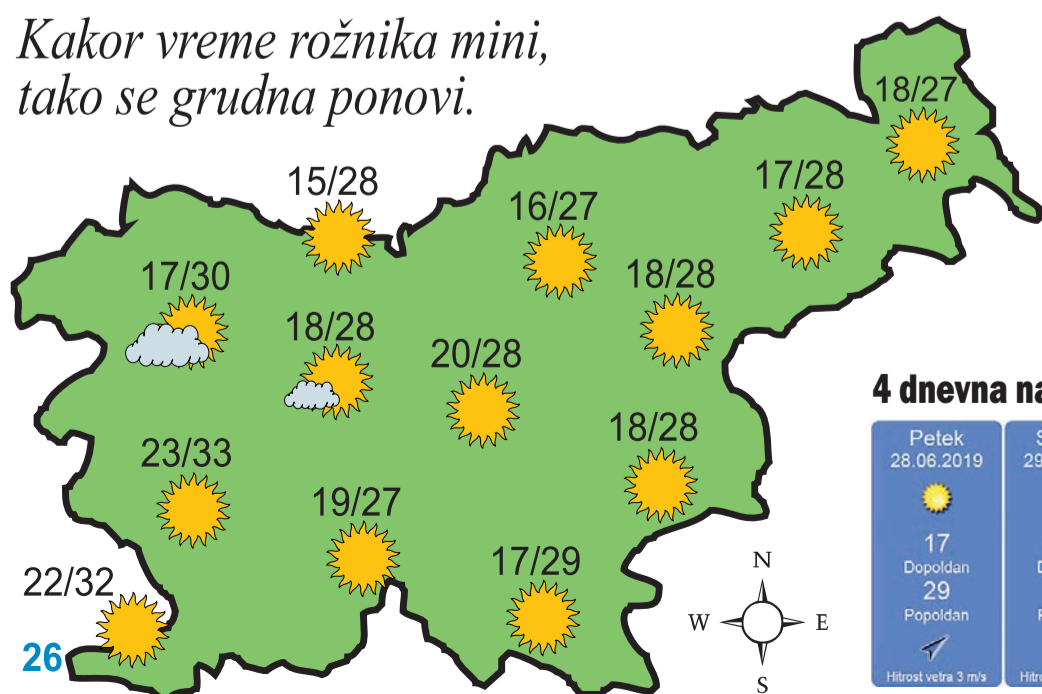 Kakor vreme rožnika mini,
tako se grudna ponovi.
18/27
15/28
17/28
16/27
17/30
18/28
18/28
20/28
18/28
23/33
19/27
17/29
22/32
26
N
W
E
S
4 dnevna na
Petek
28.06.2019
17
Dopoldan
29
Popoldan
Hitrost vetra 3 m/s
S
29
D
P
Hitro